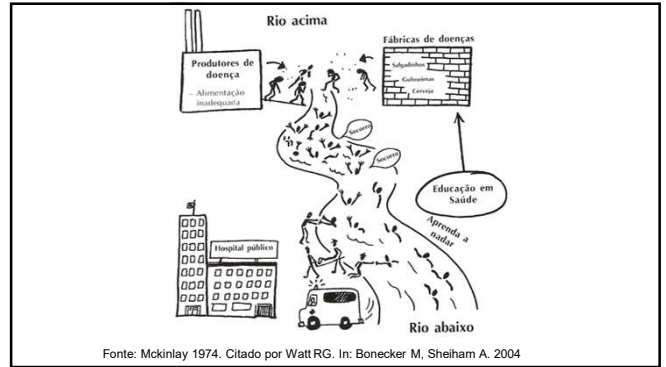 Rio acima
Produtores de
doença
– Alimentação
inadequada
Fábricas de doenças
Salgadinhos
Guloseimas
Cerveja
Socorro
Socorro
Educação em
Saúde
Aprenda a
nadar
Hospital público
Rio abaixo
Fonte: Mckinlay 1974. Citado por Watt RG. In: Bonecker M, Sheiham A. 2004